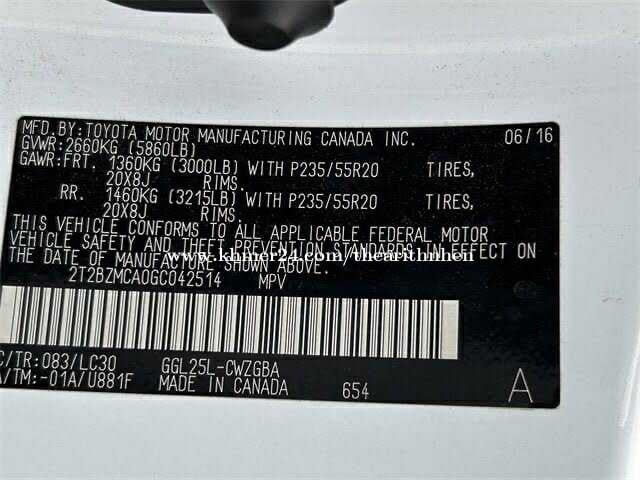 MFD.BY:TOYOTA MOTOR MANUFACTURING CANADA INC. 06/16
GVWR:2660KG (5860LB)
GAWR:FRT. 1360KG (3000LB) WITH P235/55R20 TIRES,
20X8J RIMS.
RR. 1460KG (3215LB) WITH P235/55R20 TIRES,
20X8J RIMS.
THIS VEHICLE CONFORMS TO ALL APPLICABLE FEDERAL MOTOR
VEHICLE SAFETY AND THEFT PREVENTION STANDARDS IN EFFECT ON
THE DATE OF MANUFACTURE SHOWN ABOVE.
www.khmer24.com/thearithnhen
2T2BZMCA0GC042514 MPV
C/TR:083/LC30 GGL25L-CWZGBA
A/TM:-01A/U881F MADE IN CANADA 654 A